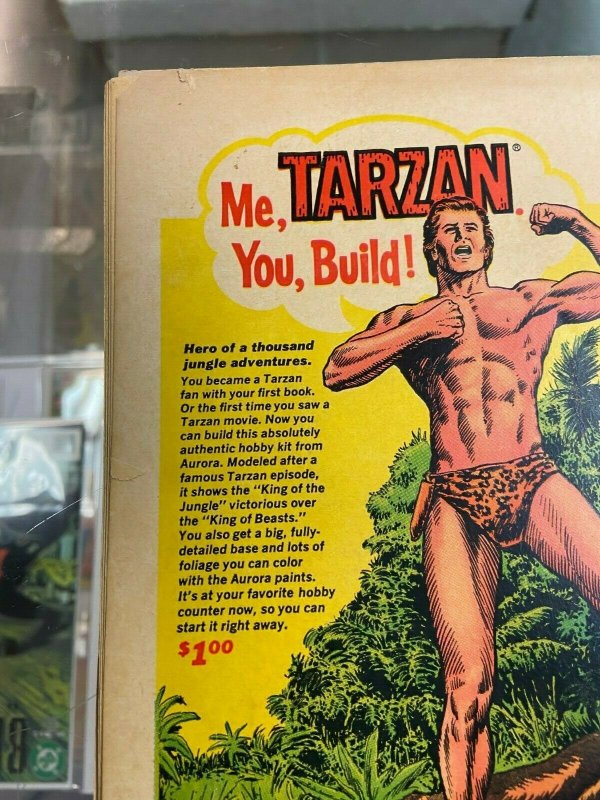 Me, TARZAN®.
You, Build!
Hero of a thousand
jungle adventures.
You became a Tarzan
fan with your first book.
Or the first time you saw a
Tarzan movie. Now you
can build this absolutely
authentic hobby kit from
Aurora. Modeled after a
famous Tarzan episode,
it shows the "King of the
Jungle" victorious over
the "King of Beasts."
You also get a big, fully-
detailed base and lots of
foliage you can color
with the Aurora paints.
It's at your favorite hobby
counter now, so you can
start it right away.
$1.00